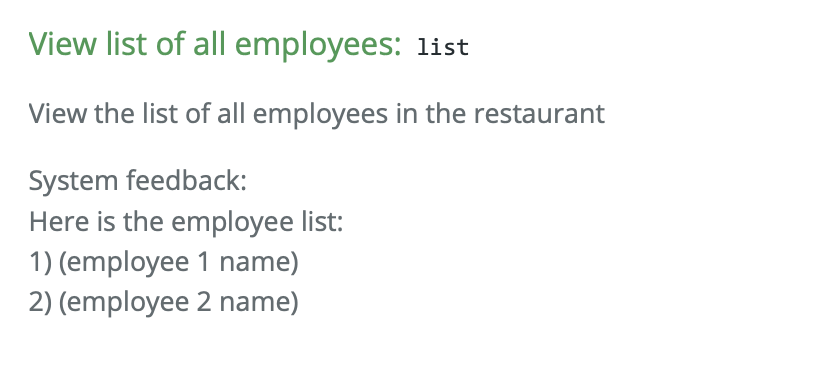 View list of all employees: list
View the list of all employees in the restaurant
System feedback:
Here is the employee list:
1) (employee 1 name)
2) (employee 2 name)